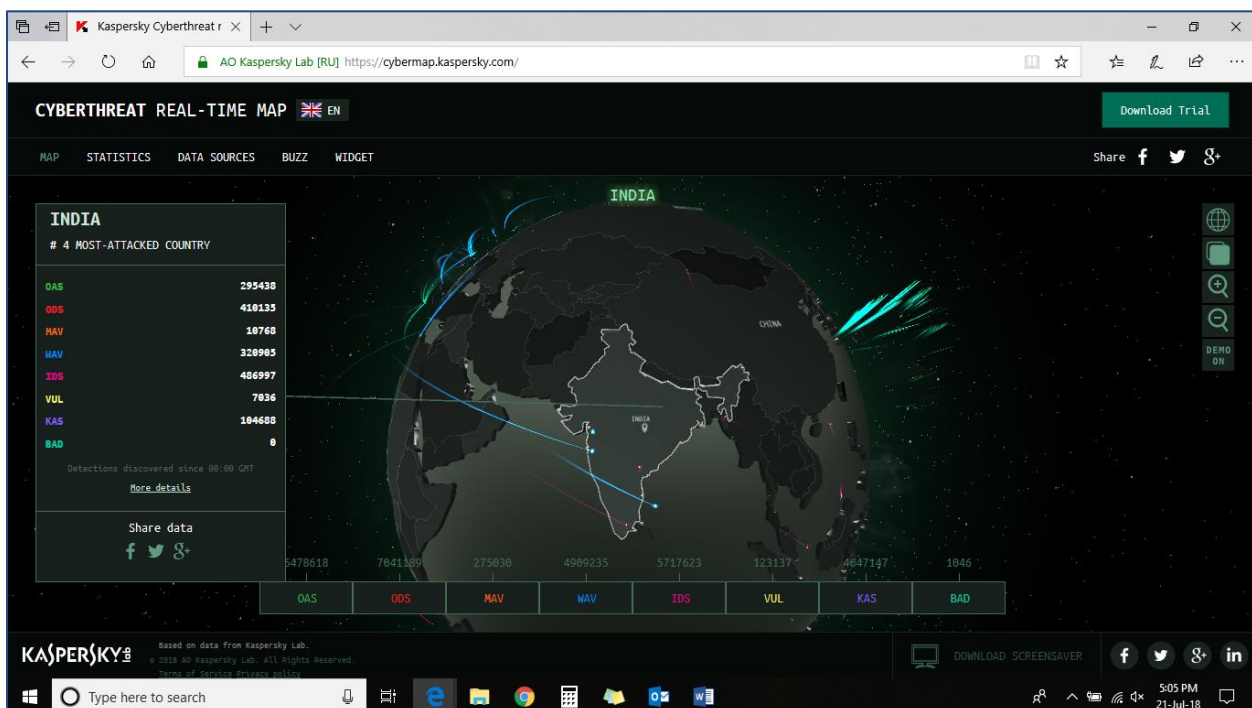 Kaspersky Cyberthreat r
AO Kaspersky Lab [RU] https://cybermap.kaspersky.com/
CYBERTHREAT REAL-TIME MAP EN
Download Trial
MAP STATISTICS DATA SOURCES BUZZ WIDGET
Share
INDIA
INDIA
# 4 MOST-ATTACKED COUNTRY
OAS 295438
ODS 410135
MAV 10768
WAV 320905
IDS 486997
VUL 7036
KAS 104688
BAD 0
Detections discovered since 00:00 GMT
More details
Share data
CHINA
INDIA
DEMO
ON
5478618 7041189 275030 4909235 5717623 123137 4047147 1046
OAS ODS MAV WAV IDS VUL KAS BAD
KASPERSKY LAB
Based on data from Kaspersky Lab.
© 2018 AO Kaspersky Lab. All Rights Reserved.
Terms of Service Privacy policy
DOWNLOAD SCREENSAVER
Type here to search
5:05 PM
21-Jul-18